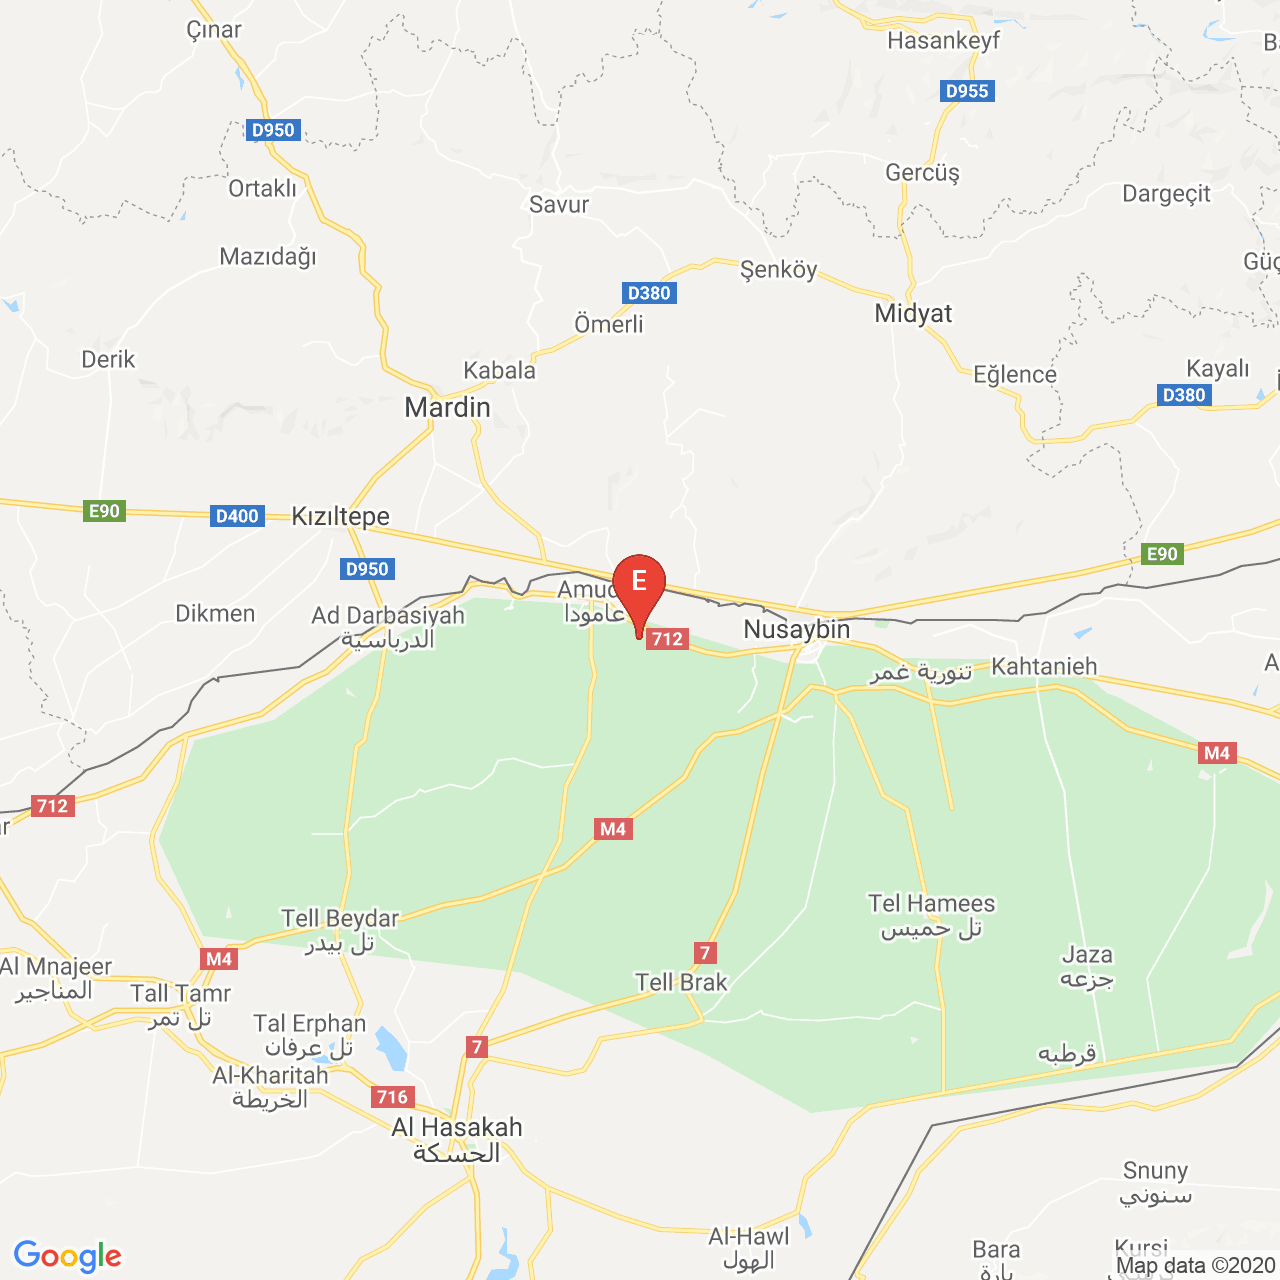 Çınar
Hasankeyf
D955
D950
Gercüş
Ortaklı
Dargeçit
Savur
Mazıdağı
Şenköy
D380
Midyat
Ömerli
Derik
Kabala
Eğlence
Kayalı
D380
Mardin
E90
D400
Kızıltepe
E90
D950
E
Dikmen
Ad Darbasiyah
الدرباسية
عامودا
712
Nusaybin
تنورية غمر
Kahtanieh
M4
712
M4
Tell Beydar
تل بيدر
Tel Hamees
تل حميس
M4
7
Al Mnajeer
المناجير
Tall Tamr
تل تمر
Tell Brak
Jaza
جزعه
Tal Erphan
تل عرفان
7
قرطبه
Al-Kharitah
الخريطة
716
Al Hasakah
الحسكة
Snuny
سنوني
Al-Hawl
الهول
Bara
بارة
Kursi
Google
Map data ©2020